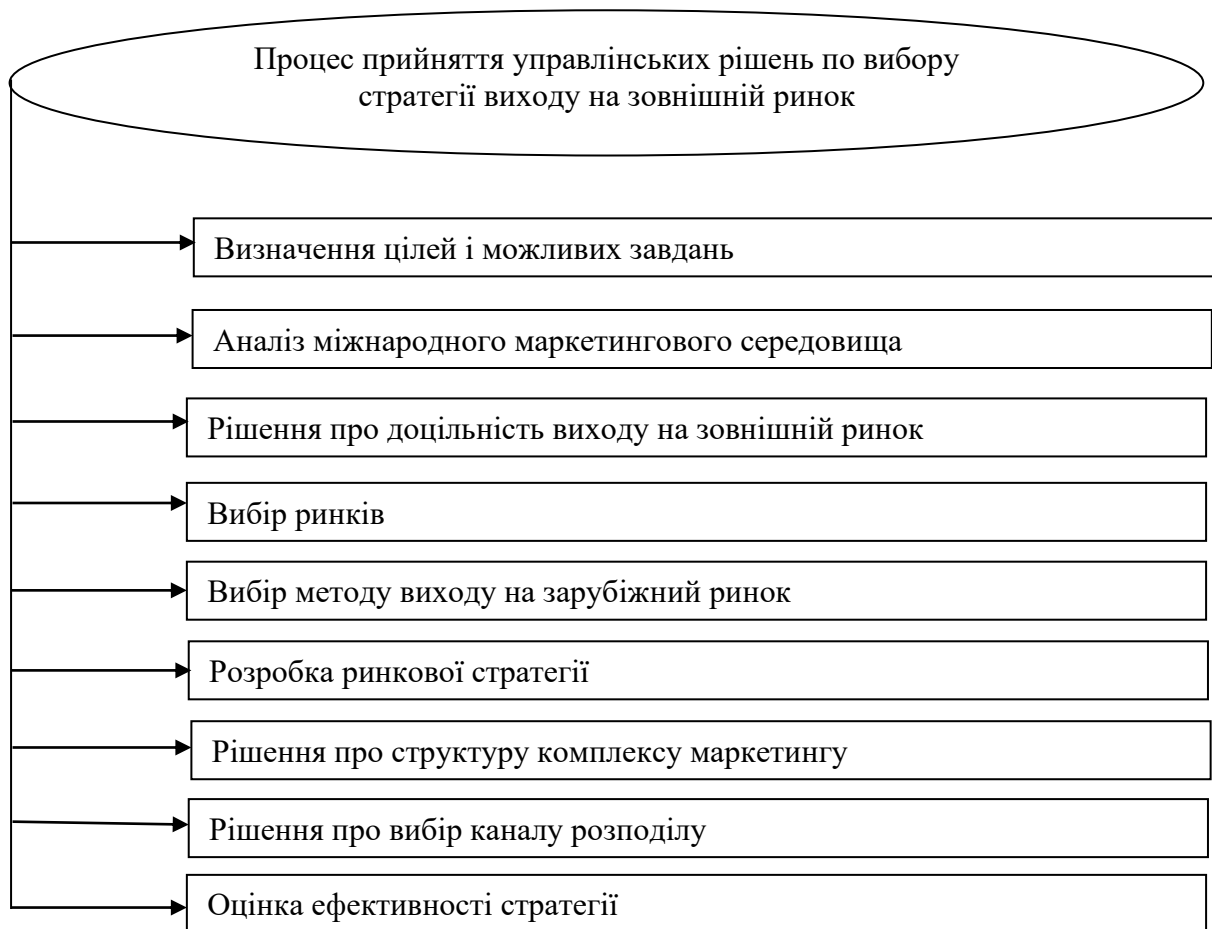 Процес прийняття управлінських рішень по вибору
стратегії виходу на зовнішній ринок
Визначення цілей і можливих завдань
Аналіз міжнародного маркетингового середовища
Рішення про доцільність виходу на зовнішній ринок
Вибір ринків
Вибір методу виходу на зарубіжний ринок
Розробка ринкової стратегії
Рішення про структуру комплексу маркетингу
Рішення про вибір каналу розподілу
Оцінка ефективності стратегії